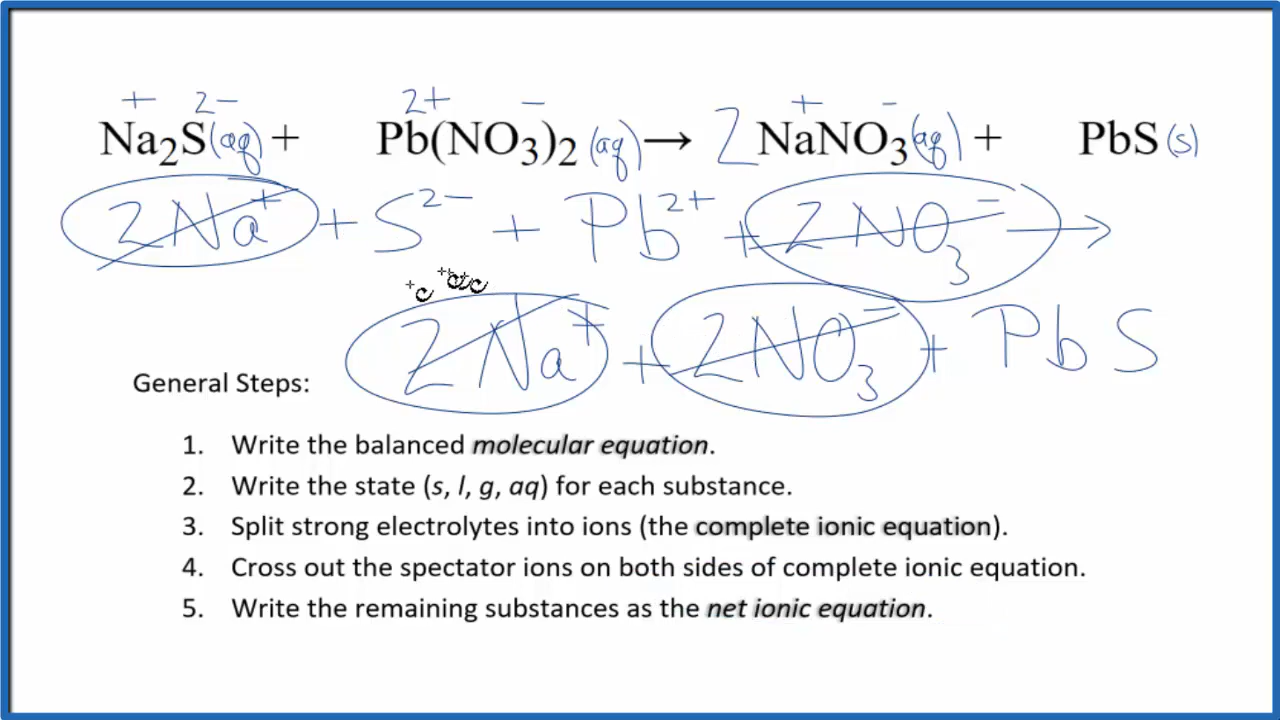 + 2− 2+ − + −
Na₂S(aq) + Pb(NO₃)₂(aq) → 2 NaNO₃(aq) + PbS(s)
2Na⁺ + S²⁻ + Pb²⁺ + 2NO₃⁻ →
2Na⁺ + 2NO₃⁻ + PbS
General Steps:
1. Write the balanced molecular equation.
2. Write the state (s, l, g, aq) for each substance.
3. Split strong electrolytes into ions (the complete ionic equation).
4. Cross out the spectator ions on both sides of complete ionic equation.
5. Write the remaining substances as the net ionic equation.